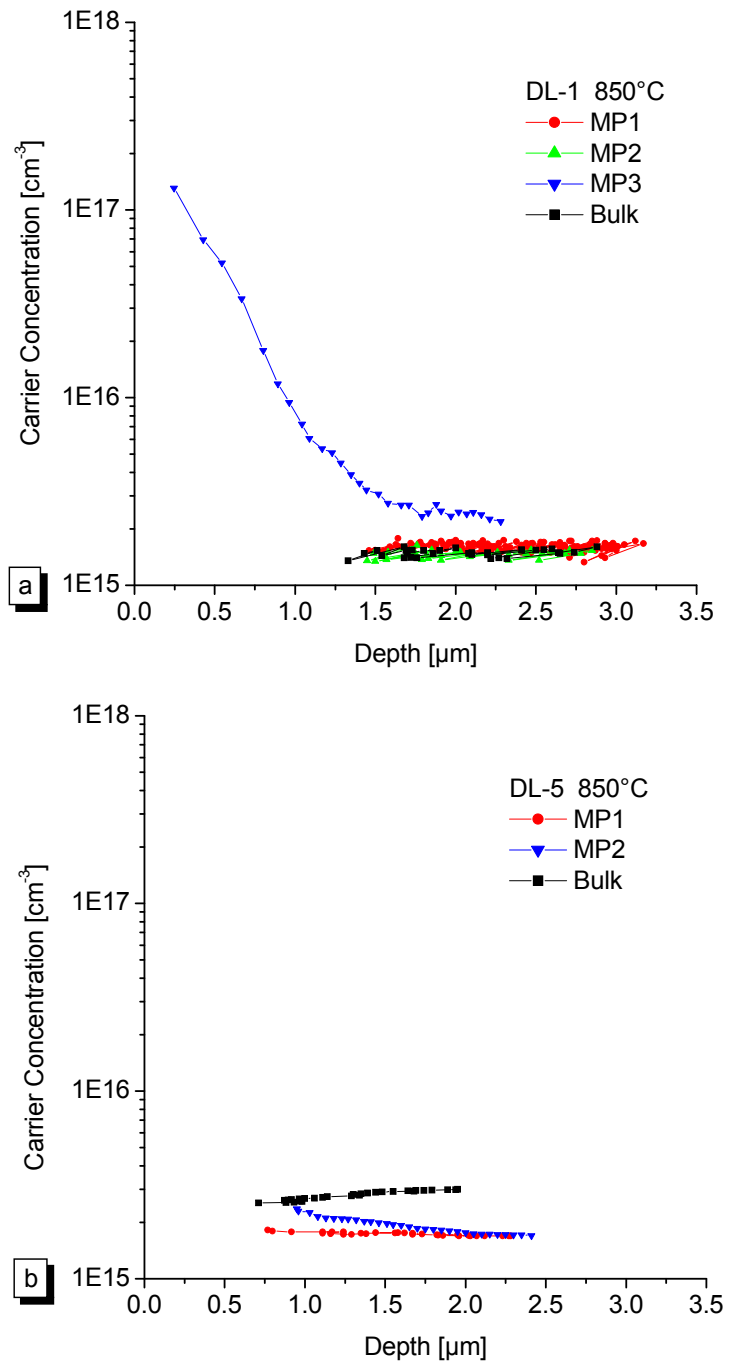 1E18
1E17
1E16
1E15
Carrier Concentration [cm-3]
DL-1 850°C
MP1
MP2
MP3
Bulk
a
0.0 0.5 1.0 1.5 2.0 2.5 3.0 3.5
Depth [µm]
1E18
1E17
1E16
1E15
Carrier Concentration [cm-3]
DL-5 850°C
MP1
MP2
Bulk
b
0.0 0.5 1.0 1.5 2.0 2.5 3.0 3.5
Depth [µm]